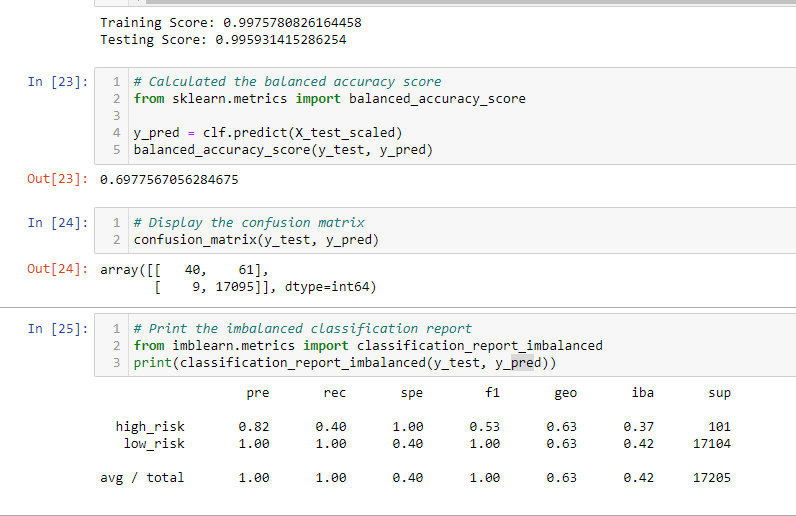 Training Score: 0.9975780826164458
Testing Score: 0.995931415286254
In [23]: 1 # Calculated the balanced accuracy score
2 from sklearn.metrics import balanced_accuracy_score
3
4 y_pred = clf.predict(X_test_scaled)
5 balanced_accuracy_score(y_test, y_pred)
Out[23]: 0.6977567056284675
In [24]: 1 # Display the confusion matrix
2 confusion_matrix(y_test, y_pred)
Out[24]: array([[   40,    61],
       [    9, 17095]], dtype=int64)
In [25]: 1 # Print the imbalanced classification report
2 from imblearn.metrics import classification_report_imbalanced
3 print(classification_report_imbalanced(y_test, y_pred))
pre rec spe f1 geo iba sup
high_risk 0.82 0.40 1.00 0.53 0.63 0.37 101
low_risk 1.00 1.00 0.40 1.00 0.63 0.42 17104
avg / total 1.00 1.00 0.40 1.00 0.63 0.42 17205